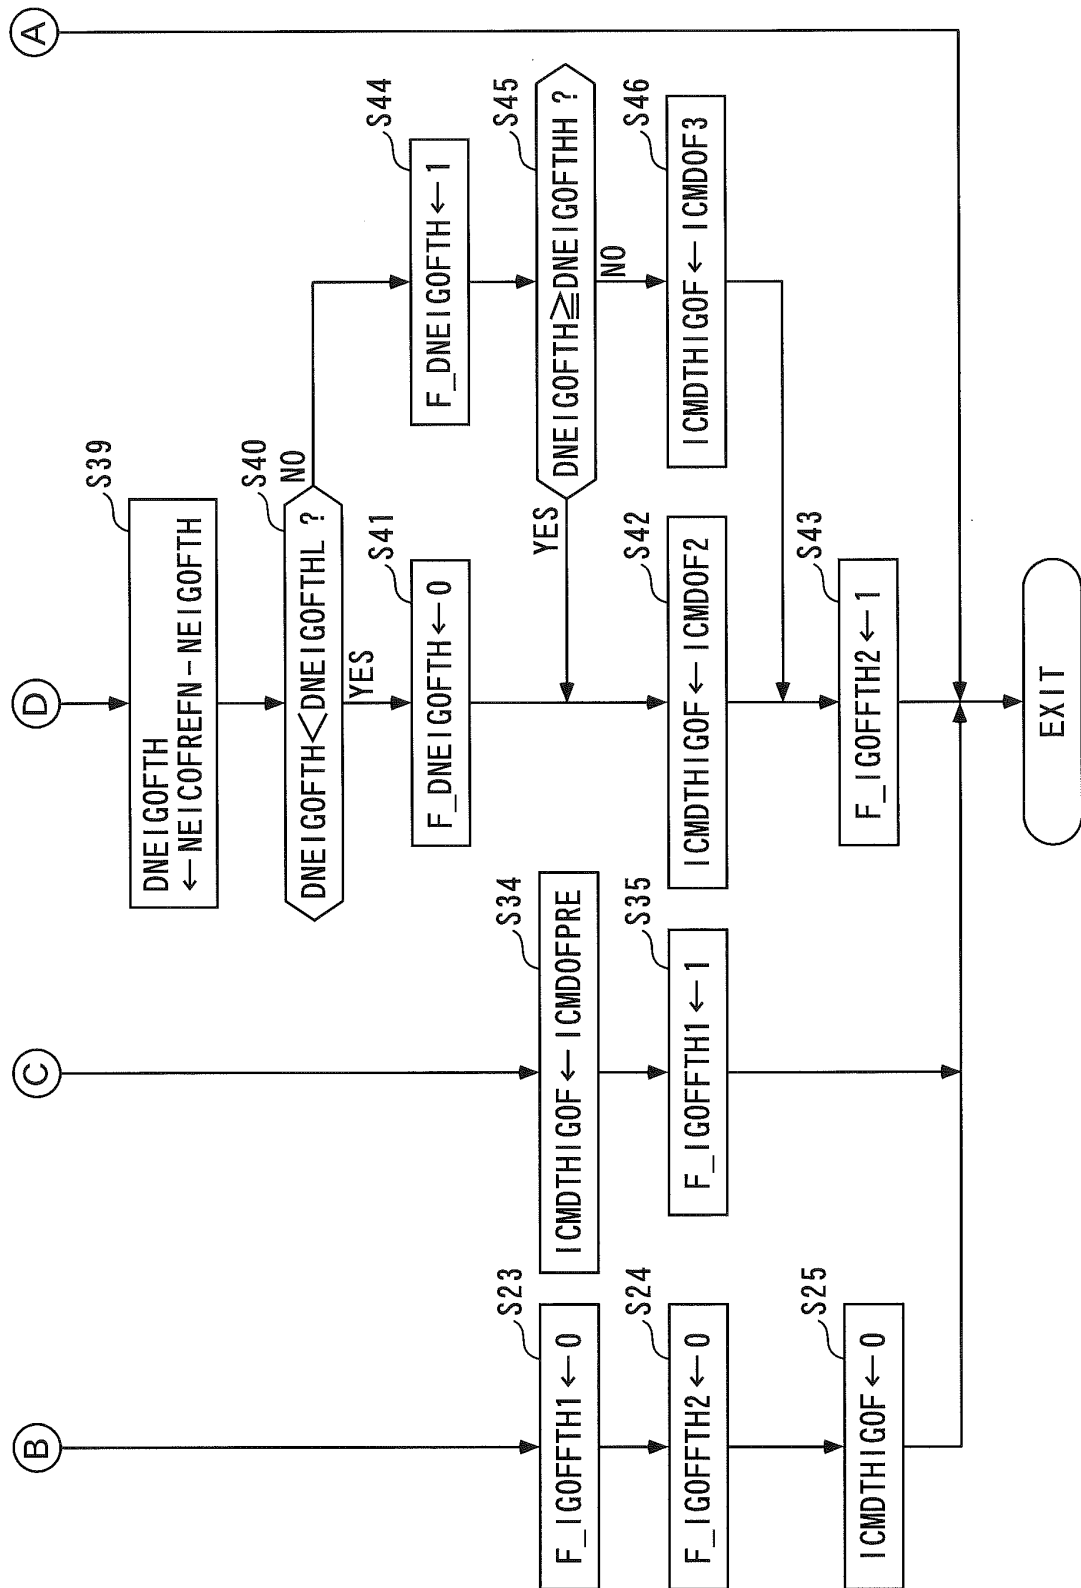 B
S23
F_IGOFFTH1←0
S24
F_IGOFFTH2←0
S25
ICMDTHIGOF←0
C
S34
ICMDTHIGOF←ICMDOFPRE
S35
F_IGOFFTH1←1
D
S39
DNEIGOFTH
←NEICOFREFN−NEIGOFTH
S40
DNEIGOFTH<DNEIGOFTHL ?
NO
YES
S41
F_DNEIGOFTH←0
S42
ICMDTHIGOF←ICMDOF2
S43
F_IGOFFTH2←1
S44
F_DNEIGOFTH←1
S45
DNEIGOFTH≧DNEIGOFTHH ?
YES
NO
S46
ICMDTHIGOF←ICMDOF3
A
EXIT